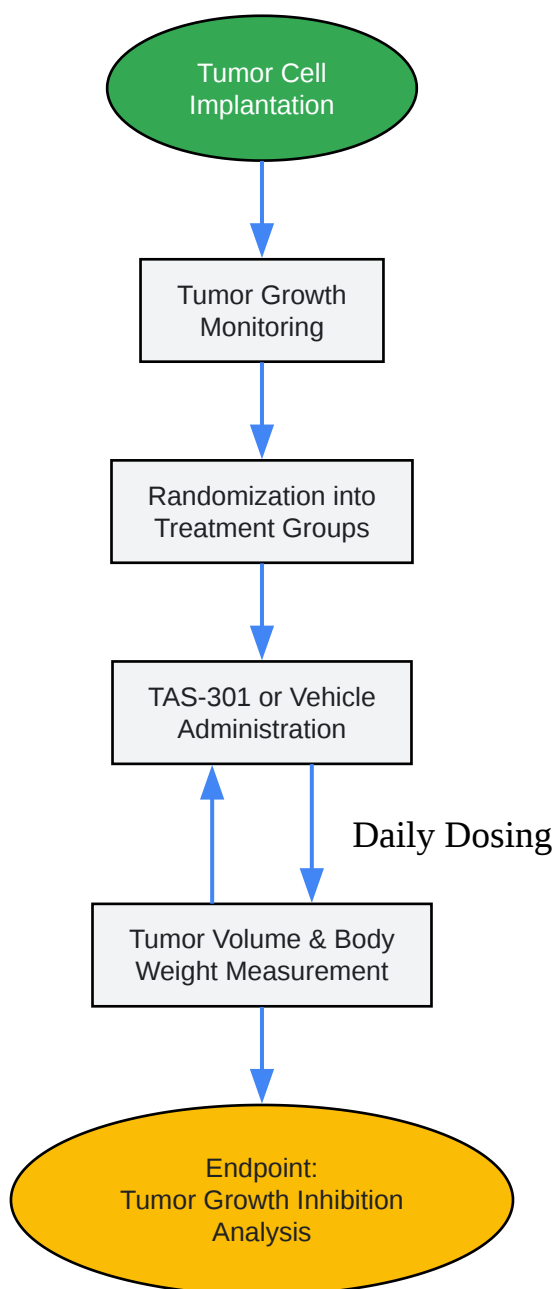 Tumor Cell
Implantation
Tumor Growth
Monitoring
Randomization into
Treatment Groups
TAS-301 or Vehicle
Administration
Daily Dosing
Tumor Volume & Body
Weight Measurement
Endpoint:
Tumor Growth Inhibition
Analysis